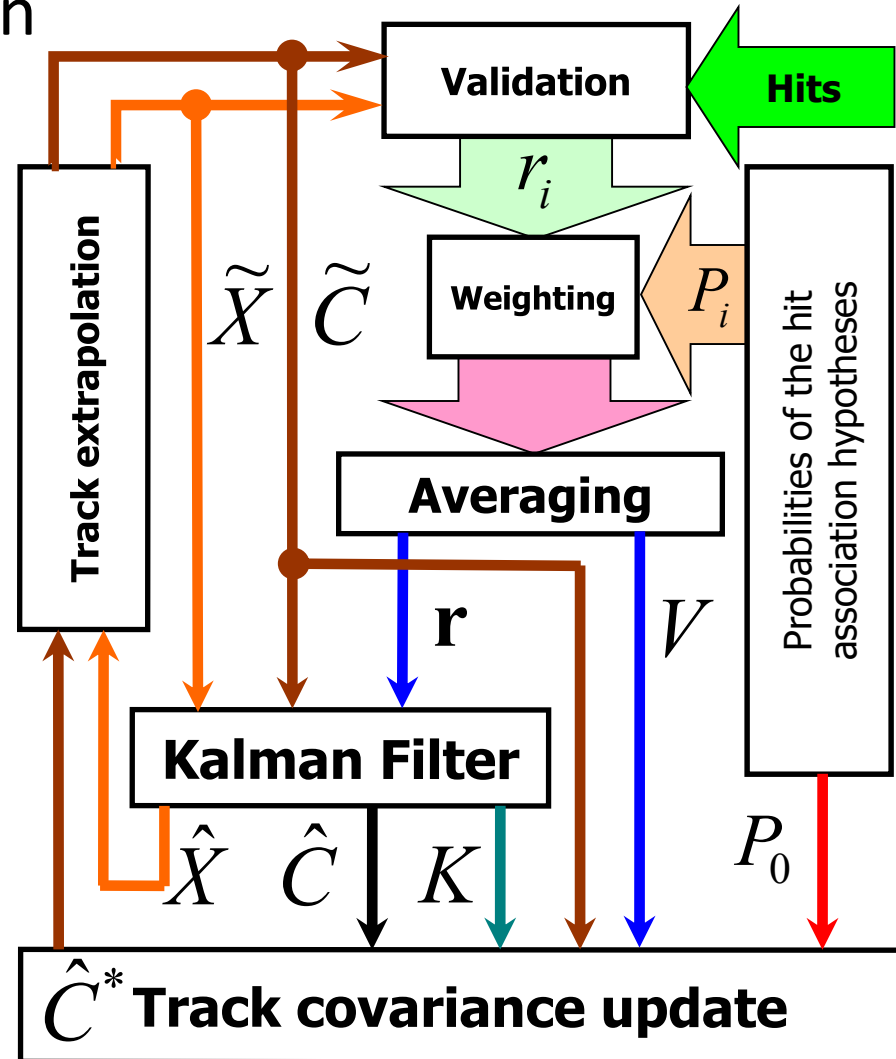 n
Validation
Hits
r_i
Track extrapolation
X̃
C̃
Weighting
P_i
Probabilities of the hit
association hypotheses
Averaging
r
V
Kalman Filter
X̂
Ĉ
K
P_0
Ĉ* Track covariance update